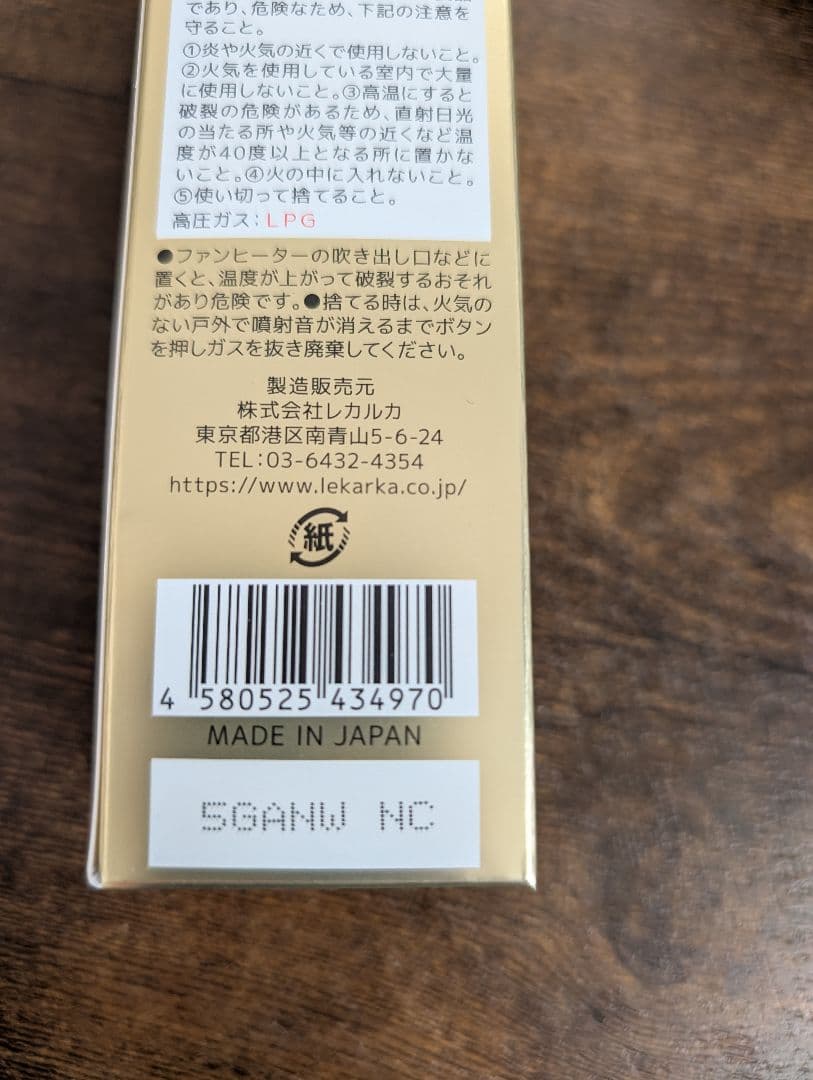 であり、危険なため、下記の注意を
守ること。
①炎や火気の近くで使用しないこと。
②火気を使用している室内で大量
に使用しないこと。③高温にすると
破裂の危険があるため、直射日光
の当たる所や火気等の近くなど温
度が40度以上となる所に置かな
いこと。④火の中に入れないこと。
⑤使い切って捨てること。
高圧ガス：LPG
●ファンヒーターの吹き出し口などに
置くと、温度が上がって破裂するおそれ
があり危険です。●捨てる時は、火気の
ない戸外で噴射音が消えるまでボタン
を押しガスを抜き廃棄してください。
製造販売元
株式会社レカルカ
東京都港区南青山5-6-24
TEL：03-6432-4354
https://www.lekarka.co.jp/
紙
4 580525 434970
MADE IN JAPAN
5GANW NC